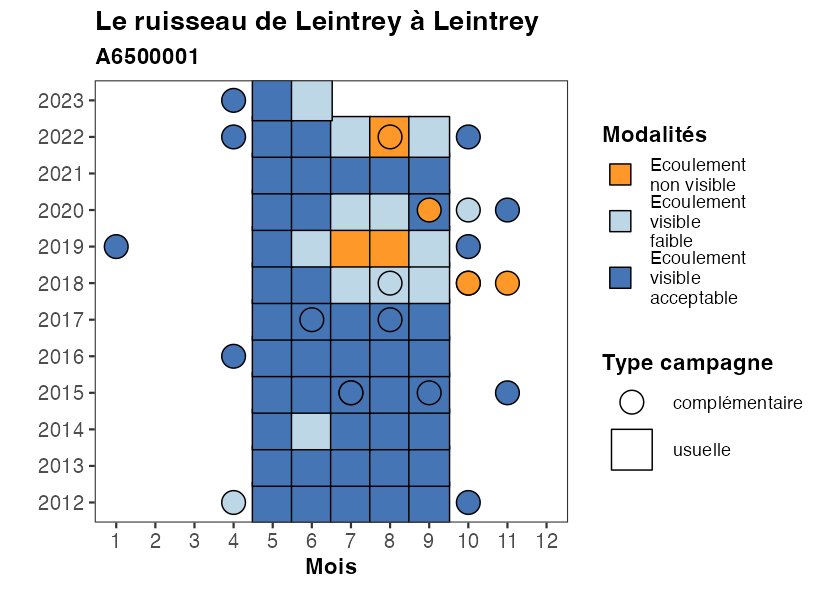 Le ruisseau de Leintrey à Leintrey
A6500001
2023
2022
2021
2020
2019
2018
2017
2016
2015
2014
2013
2012
1 2 3 4 5 6 7 8 9 10 11 12
Mois
Modalités
Ecoulement
non visible
Ecoulement
visible
faible
Ecoulement
visible
acceptable
Type campagne
complémentaire
usuelle